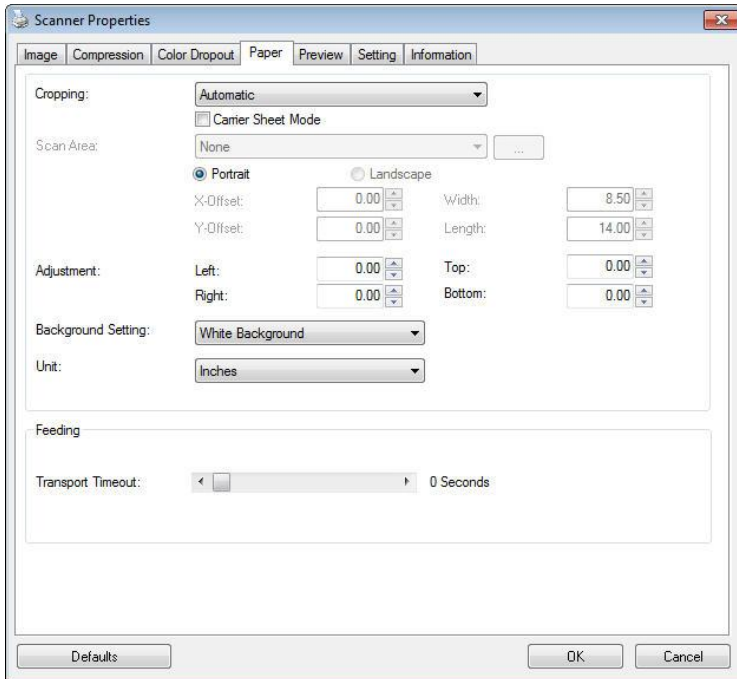 Scanner Properties
Image Compression Color Dropout Paper Preview Setting Information
Cropping: Automatic
Carrier Sheet Mode
Scan Area: None ...
Portrait Landscape
X-Offset: 0.00 Width: 8.50
Y-Offset: 0.00 Length: 14.00
Adjustment: Left: 0.00 Top: 0.00
Right: 0.00 Bottom: 0.00
Background Setting: White Background
Unit: Inches
Feeding
Transport Timeout: 0 Seconds
Defaults OK Cancel